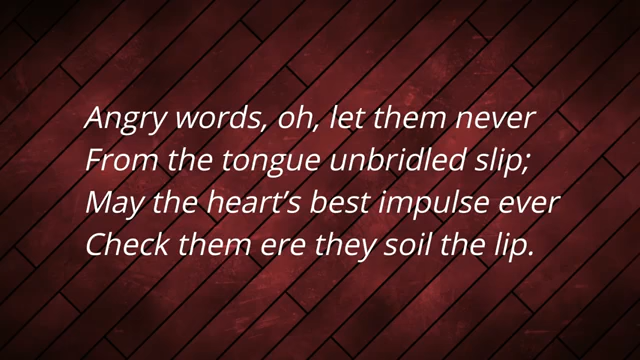 Angry words, oh, let them never
From the tongue unbridled slip;
May the heart’s best impulse ever
Check them ere they soil the lip.